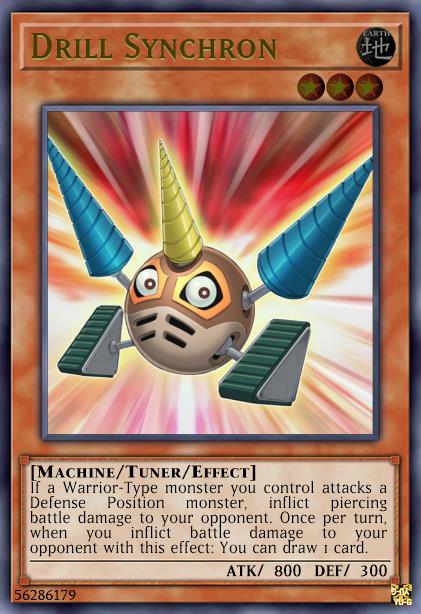 DRILL SYNCHRON
EARTH
地
[MACHINE/TUNER/EFFECT]
If a Warrior-Type monster you control attacks a
Defense Position monster, inflict piercing
battle damage to your opponent. Once per turn,
when you inflict battle damage to your
opponent with this effect: You can draw 1 card.
ATK/ 800 DEF/ 300
56286179